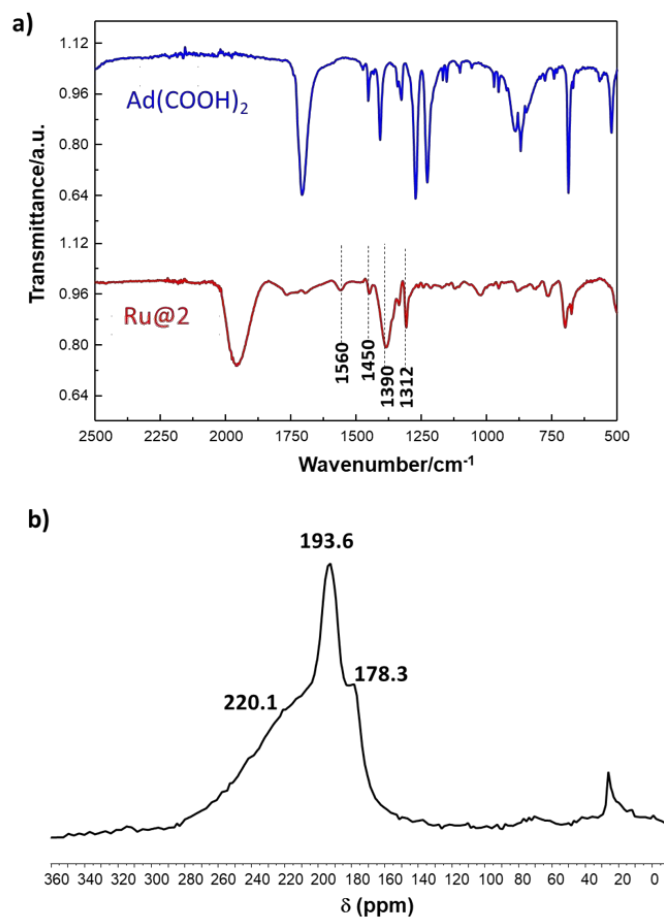 a)
1.12
0.96
0.80
0.64
Ad(COOH)₂
Transmittance/a.u.
1.12
0.96
0.80
0.64
Ru@2
1560
1450
1390
1312
2500 2250 2000 1750 1500 1250 1000 750 500
Wavenumber/cm⁻¹
b)
193.6
220.1
178.3
360 340 320 300 280 260 240 220 200 180 160 140 120 100 80 60 40 20 0
δ (ppm)